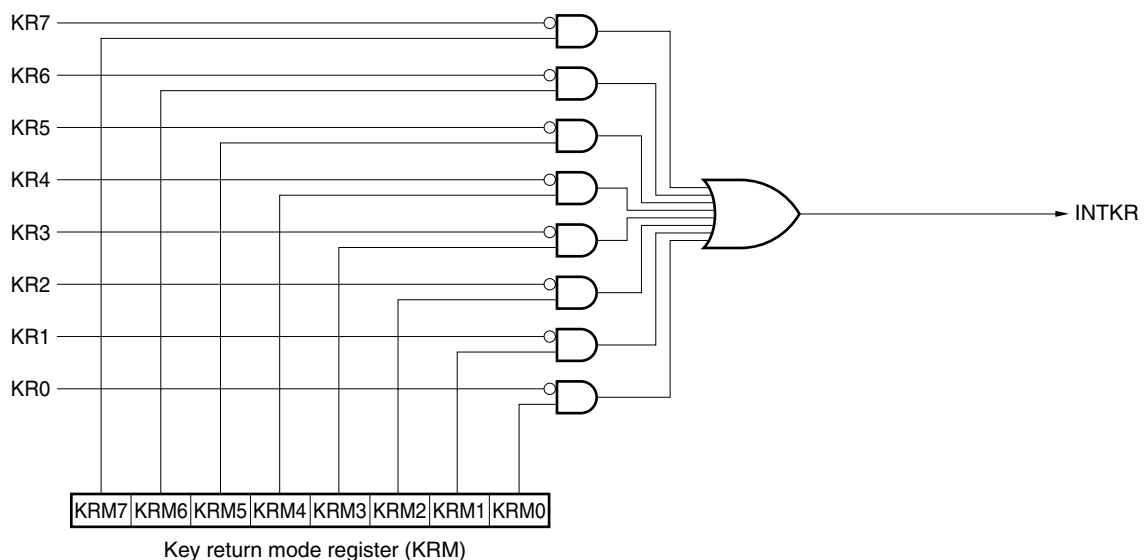 KR7
KR6
KR5
KR4
KR3
KR2
KR1
KR0
INTKR
KRM7 KRM6 KRM5 KRM4 KRM3 KRM2 KRM1 KRM0
Key return mode register (KRM)